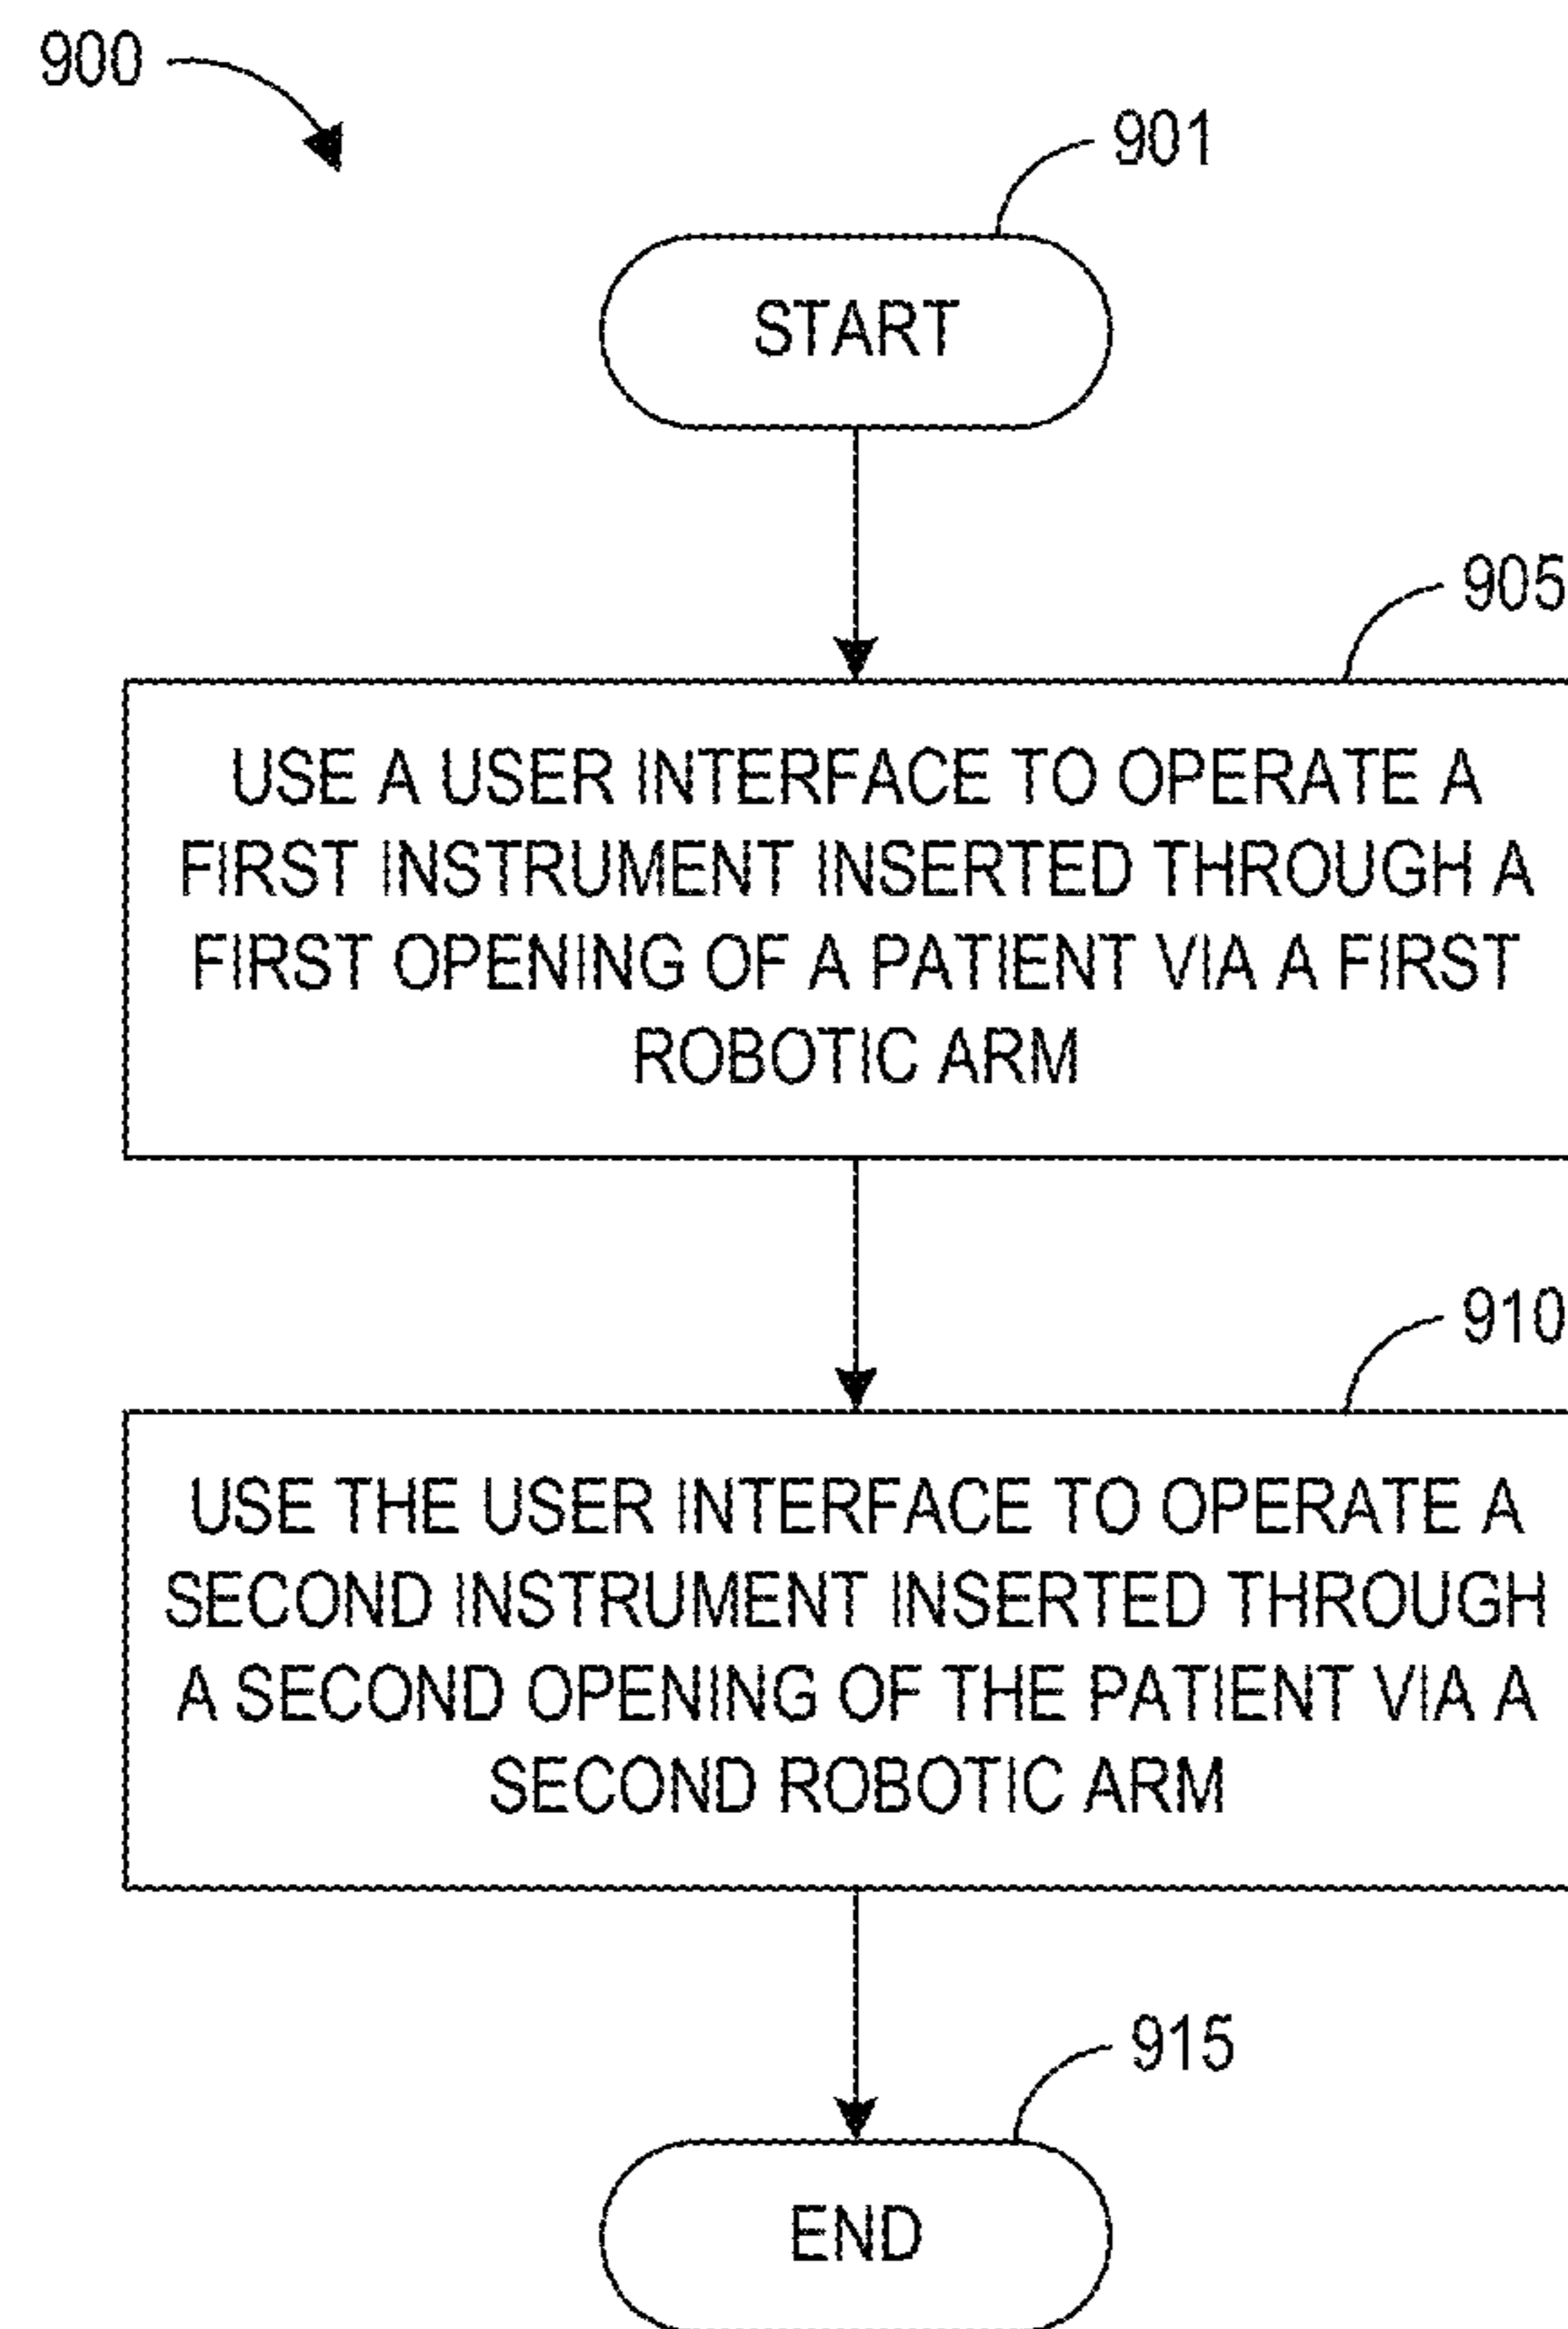 900
901
START
905
USE A USER INTERFACE TO OPERATE A
FIRST INSTRUMENT INSERTED THROUGH A
FIRST OPENING OF A PATIENT VIA A FIRST
ROBOTIC ARM
910
USE THE USER INTERFACE TO OPERATE A
SECOND INSTRUMENT INSERTED THROUGH
A SECOND OPENING OF THE PATIENT VIA A
SECOND ROBOTIC ARM
915
END